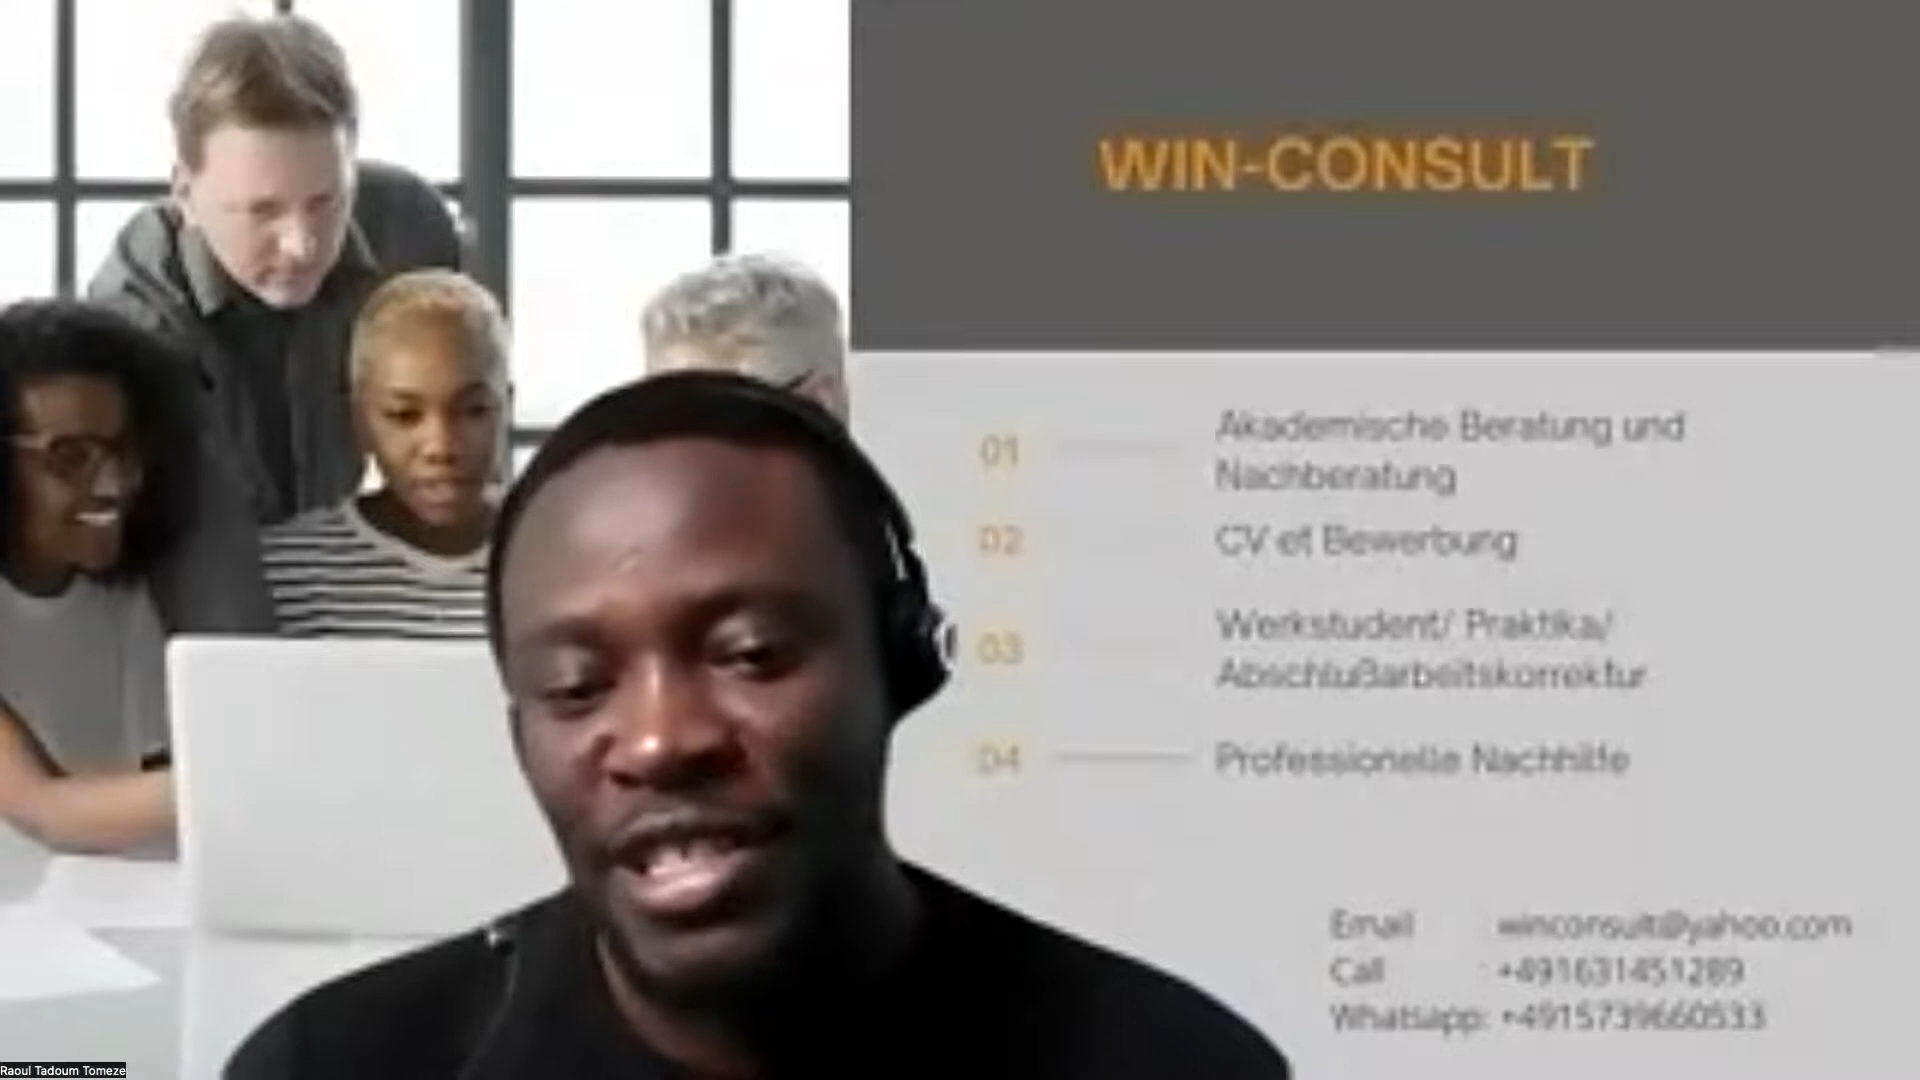 WIN-CONSULT
01
Akademische Beratung und
Nachberatung
02
CV et Bewerbung
03
Werkstudent/ Praktika/
Abschlußarbeitskorrektur
04
Professionelle Nachhilfe
Email winconsult@yahoo.com
Call : +491631451289
Whatsapp: +4915739660533
Raoul Tadoum Tomeze